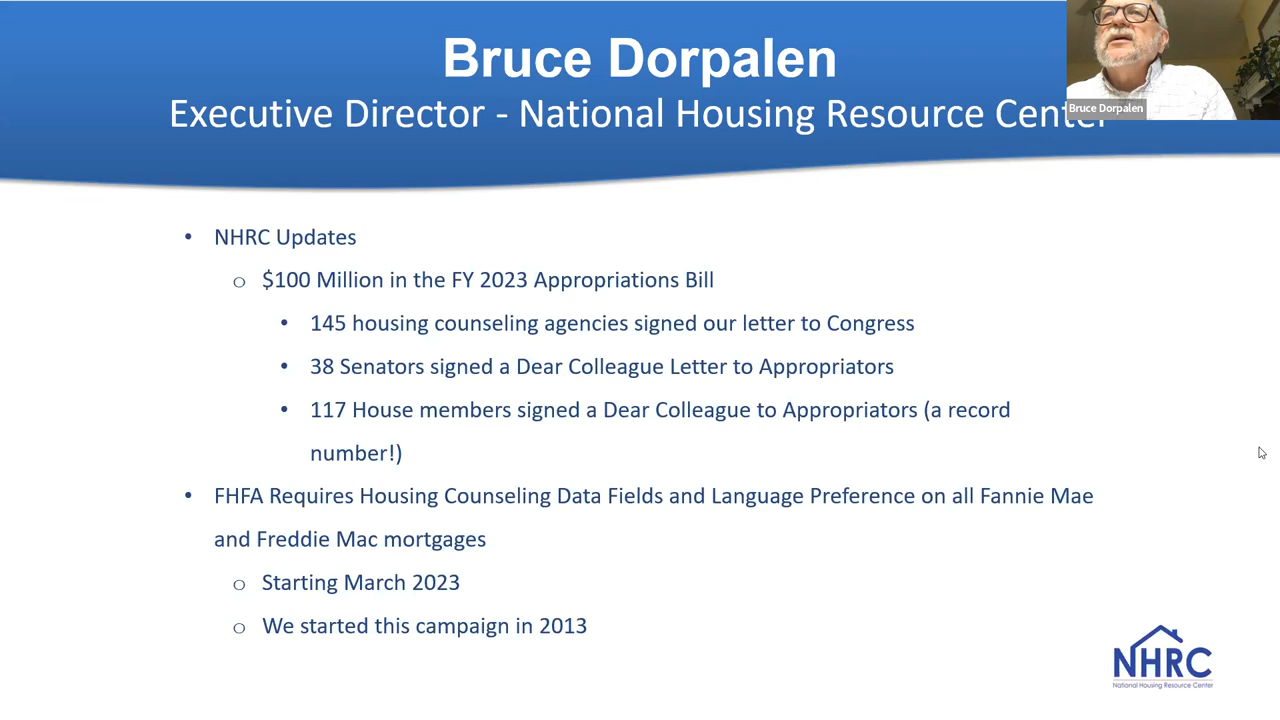 Bruce Dorpalen
Executive Director - National Housing Resource Center
Bruce Dorpalen
• NHRC Updates
o $100 Million in the FY 2023 Appropriations Bill
• 145 housing counseling agencies signed our letter to Congress
• 38 Senators signed a Dear Colleague Letter to Appropriators
• 117 House members signed a Dear Colleague to Appropriators (a record
number!)
• FHFA Requires Housing Counseling Data Fields and Language Preference on all Fannie Mae
and Freddie Mac mortgages
o Starting March 2023
o We started this campaign in 2013
NHRC
National Housing Resource Center